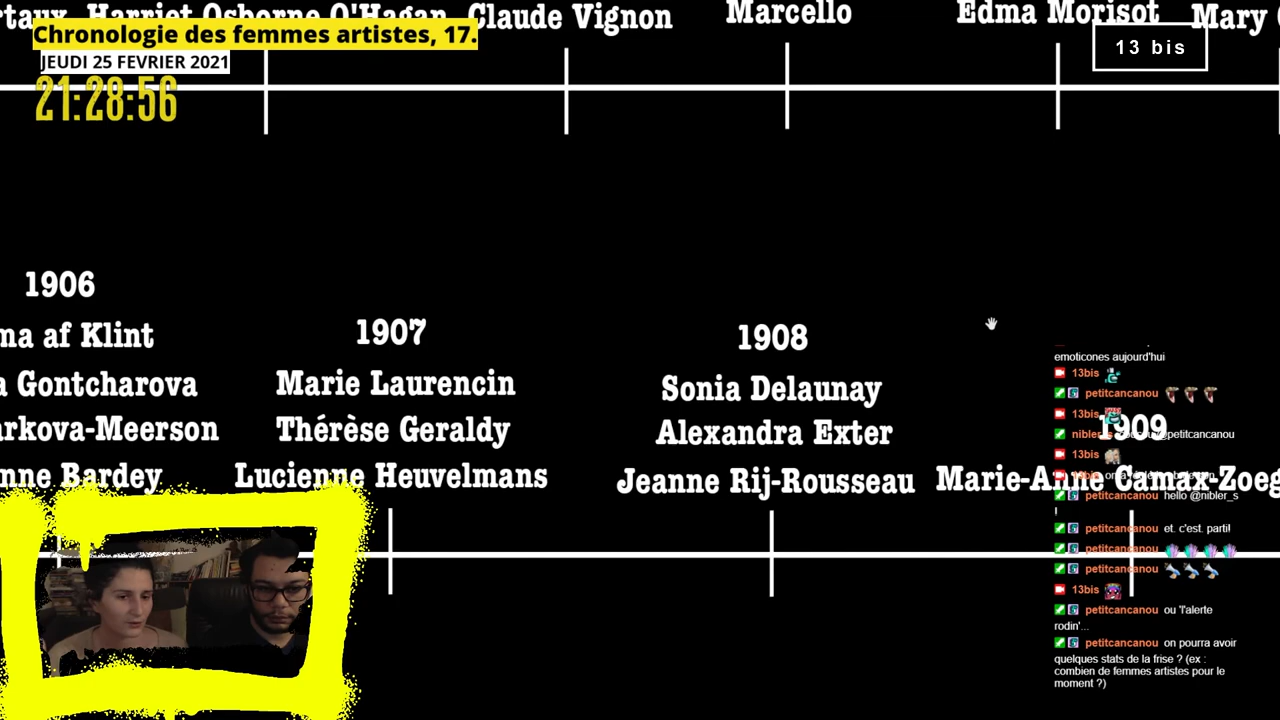 rtaux
Harriet Osborne O'Hagan
Claude Vignon
Marcello
Edma Morisot
Mary
Chronologie des femmes artistes, 17.
JEUDI 25 FEVRIER 2021
21:28:56
13 bis
1906
ma af Klint
a Gontcharova
arkova-Meerson
nne Bardey
1907
Marie Laurencin
Thérèse Geraldy
Lucienne Heuvelmans
1908
Sonia Delaunay
Alexandra Exter
Jeanne Rij-Rousseau
1909
Marie-Anne Camax-Zoeg
emoticones aujourd'hui
13bis
petitcancanou
13bis
nibler_s @petitcancanou
13bis
petitcancanou hello @nibler_s
!
petitcancanou et. c'est. parti!
petitcancanou
petitcancanou
13bis
petitcancanou ou 'l'alerte
rodin'...
petitcancanou on pourra avoir
quelques stats de la frise ? (ex :
combien de femmes artistes pour le
moment ?)